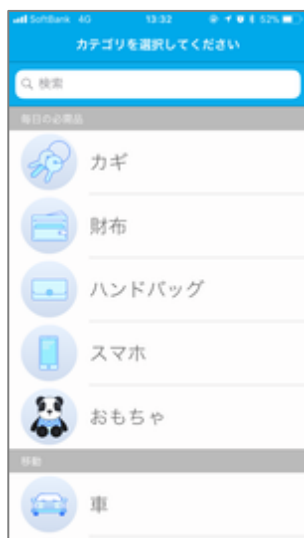 SoftBank 4G 13:32 52%
カテゴリを選択してください
検索
毎日の必需品
カギ
財布
ハンドバッグ
スマホ
おもちゃ
移動
車